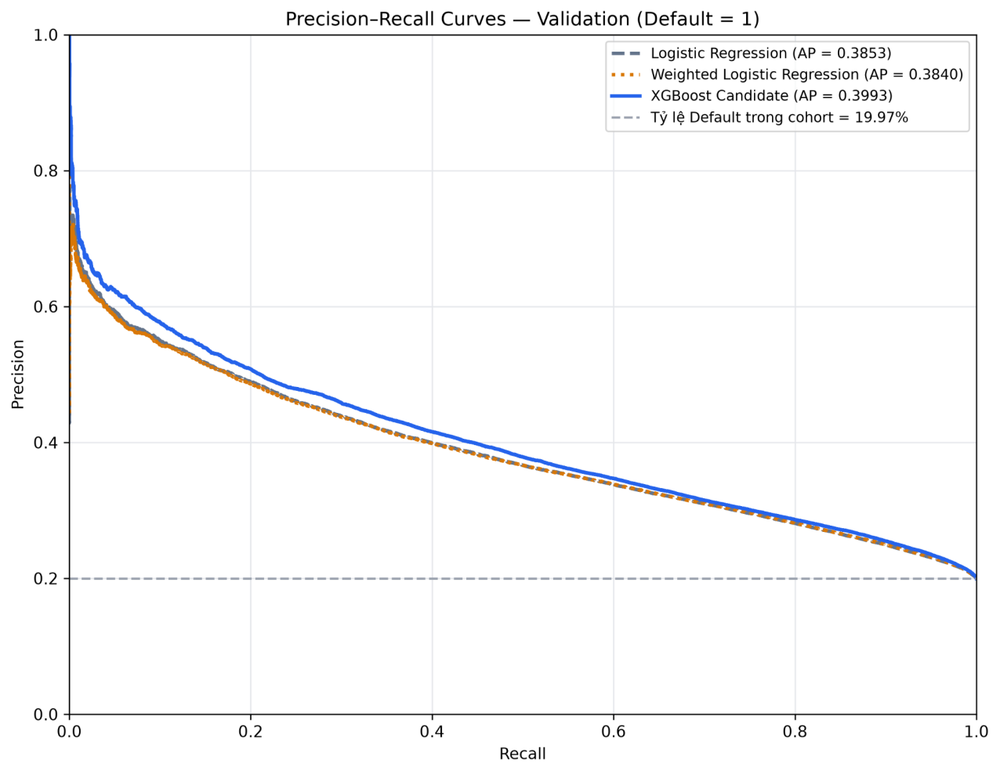 Precision–Recall Curves — Validation (Default = 1)
Logistic Regression (AP = 0.3853)
Weighted Logistic Regression (AP = 0.3840)
XGBoost Candidate (AP = 0.3993)
Tỷ lệ Default trong cohort = 19.97%
Precision
1.0
0.8
0.6
0.4
0.2
0.0
0.0 0.2 0.4 0.6 0.8 1.0
Recall